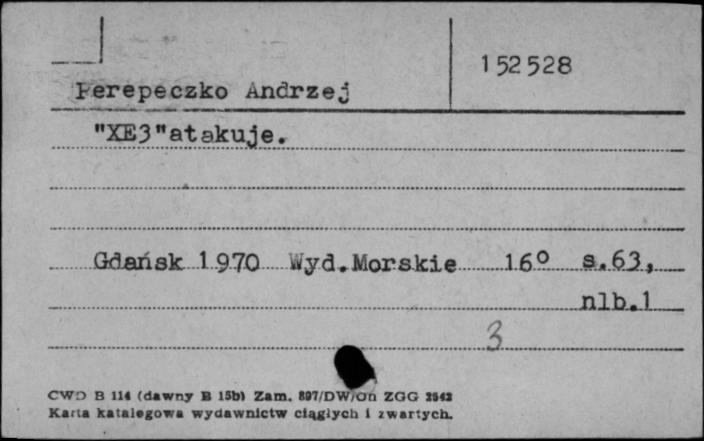 152528
Perepeczko Andrzej
"XE3"atakuje.
Gdańsk 1970 Wyd.Morskie 16° s.63,
nlb.1
3
CWD B 114 (dawny B 15b) Zam. 897/DW/On ZGG 2542
Karta katalogowa wydawnictw ciągłych i zwartych.